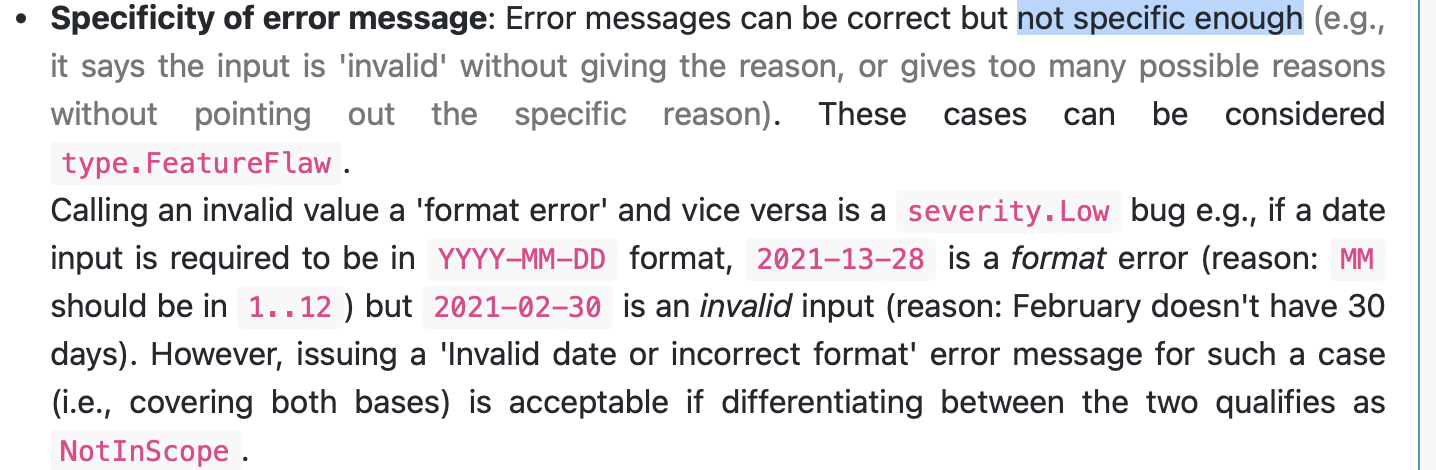 • Specificity of error message: Error messages can be correct but not specific enough (e.g.,
it says the input is 'invalid' without giving the reason, or gives too many possible reasons
without pointing out the specific reason). These cases can be considered
type.FeatureFlaw .
Calling an invalid value a 'format error' and vice versa is a severity.Low bug e.g., if a date
input is required to be in YYYY-MM-DD format, 2021-13-28 is a format error (reason: MM
should be in 1..12 ) but 2021-02-30 is an invalid input (reason: February doesn't have 30
days). However, issuing a 'Invalid date or incorrect format' error message for such a case
(i.e., covering both bases) is acceptable if differentiating between the two qualifies as
NotInScope .